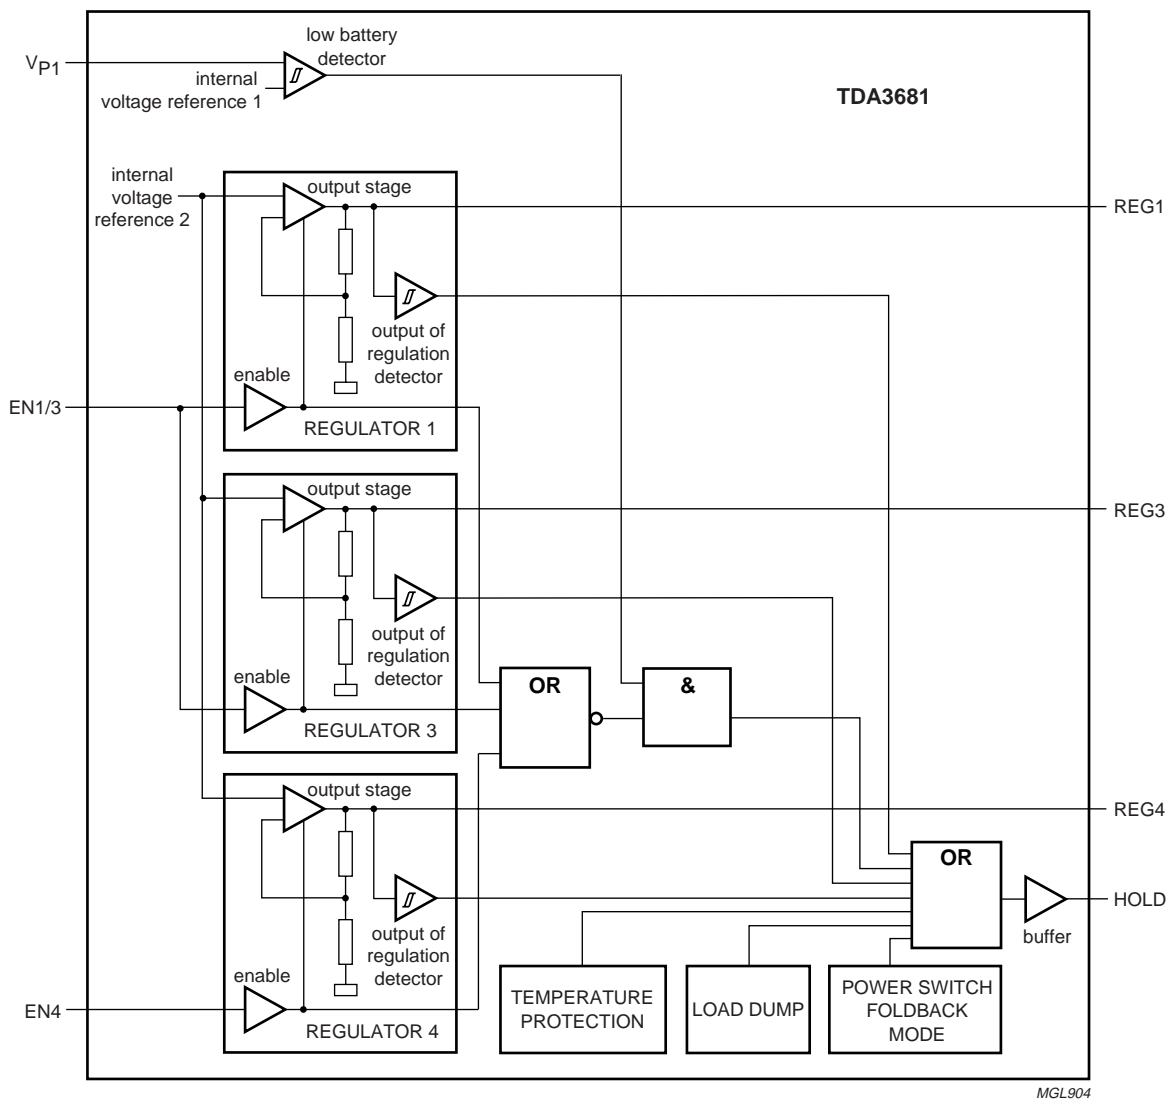 low battery
detector
VP1
internal
voltage reference 1
TDA3681
internal
voltage
reference 2
output stage
REG1
output of
regulation
detector
enable
EN1/3
REGULATOR 1
output stage
REG3
output of
regulation
detector
enable
OR
&
REGULATOR 3
output stage
REG4
OR
HOLD
output of
regulation
detector
buffer
enable
TEMPERATURE
PROTECTION
LOAD DUMP
POWER SWITCH
FOLDBACK
MODE
EN4
REGULATOR 4
MGL904